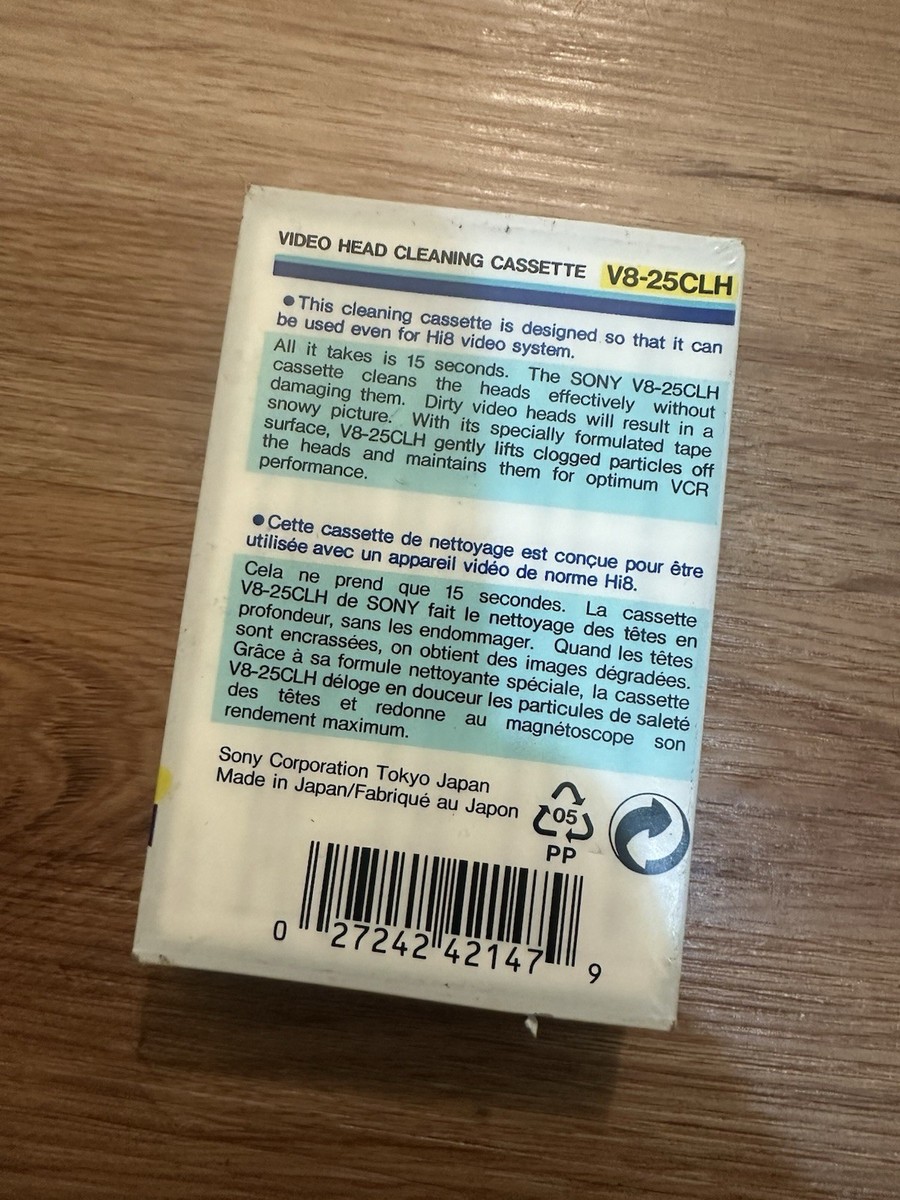 VIDEO HEAD CLEANING CASSETTE V8-25CLH
●This cleaning cassette is designed so that it can
be used even for Hi8 video system.
All it takes is 15 seconds. The SONY V8-25CLH
cassette cleans the heads effectively without
damaging them. Dirty video heads will result in a
snowy picture. With its specially formulated tape
surface, V8-25CLH gently lifts clogged particles off
the heads and maintains them for optimum VCR
performance.
●Cette cassette de nettoyage est conçue pour être
utilisée avec un appareil vidéo de norme Hi8.
Cela ne prend que 15 secondes. La cassette
V8-25CLH de SONY fait le nettoyage des têtes en
profondeur, sans les endommager. Quand les têtes
sont encrassées, on obtient des images dégradées.
Grâce à sa formule nettoyante spéciale, la cassette
V8-25CLH déloge en douceur les particules de saleté
des têtes et redonne au magnétoscope son
rendement maximum.
Sony Corporation Tokyo Japan
Made in Japan/Fabriqué au Japon
05
PP
0 27242 42147 9